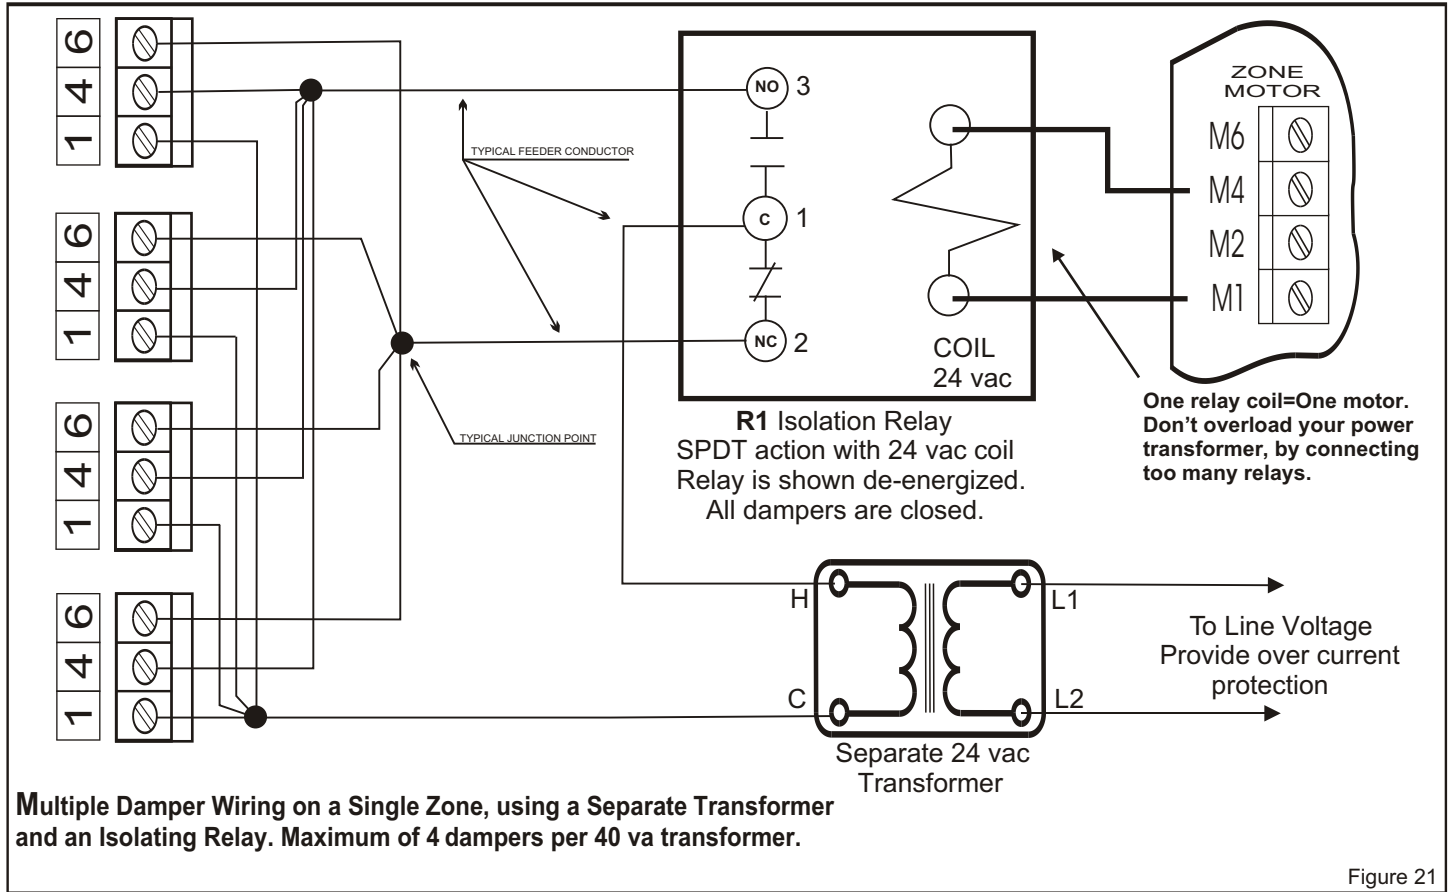 6
4
1
6
4
1
6
4
1
6
4
1
TYPICAL FEEDER CONDUCTOR
TYPICAL JUNCTION POINT
NO 3
C 1
NC 2
COIL
24 vac
R1 Isolation Relay
SPDT action with 24 vac coil
Relay is shown de-energized.
All dampers are closed.
ZONE
MOTOR
M6
M4
M2
M1
One relay coil=One motor.
Don't overload your power
transformer, by connecting
too many relays.
H
C
L1
L2
To Line Voltage
Provide over current
protection
Separate 24 vac
Transformer
Multiple Damper Wiring on a Single Zone, using a Separate Transformer
and an Isolating Relay. Maximum of 4 dampers per 40 va transformer.
Figure 21